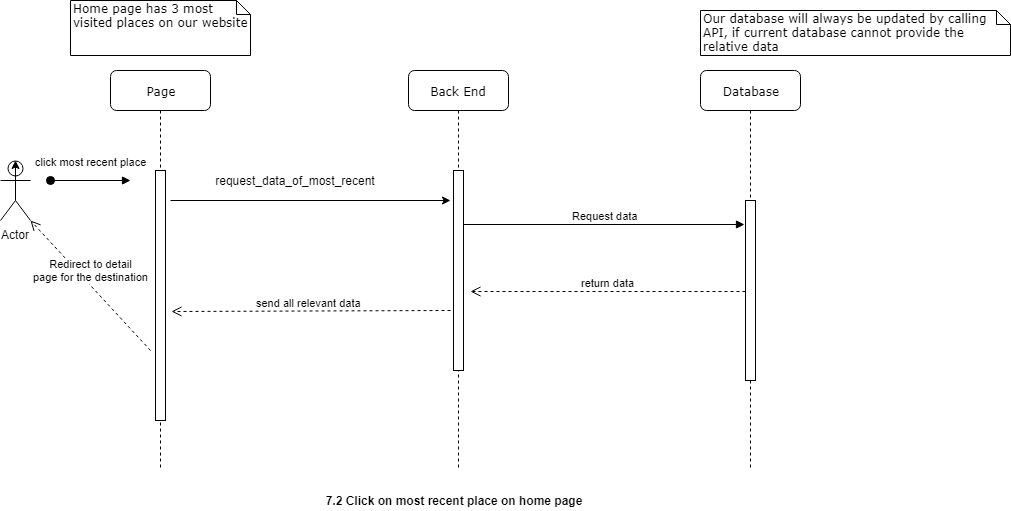 Home page has 3 most
visited places on our website
Our database will always be updated by calling
API, if current database cannot provide the
relative data
Page
Back End
Database
click most recent place
request_data_of_most_recent
Request data
Actor
Redirect to detail
page for the destination
return data
send all relevant data
7.2 Click on most recent place on home page